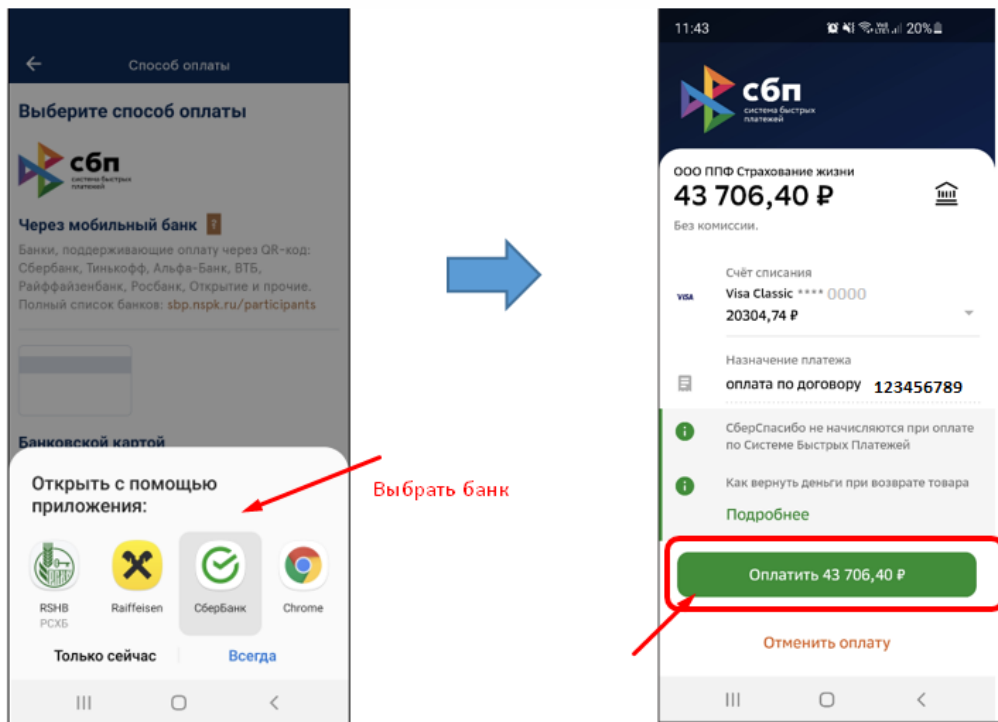 Способ оплаты
Выберите способ оплаты
сбп
система быстрых
платежей
Через мобильный банк ?
Банки, поддерживающие оплату через QR-код:
Сбербанк, Тинькофф, Альфа-Банк, ВТБ,
Райффайзенбанк, Росбанк, Открытие и прочие.
Полный список банков: sbp.nspk.ru/participants
Банковской картой
Открыть с помощью
приложения:
RSHB
РСХБ
Raiffeisen
СберБанк
Chrome
Только сейчас
Всегда
Выбрать банк
11:43
20%
сбп
система быстрых
платежей
ООО ППФ Страхование жизни
43 706,40 ₽
Без комиссии.
Счёт списания
VISA
Visa Classic **** 0000
20304,74 ₽
Назначение платежа
оплата по договору 123456789
СберСпасибо не начисляются при оплате
по Системе Быстрых Платежей
Как вернуть деньги при возврате товара
Подробнее
Оплатить 43 706,40 ₽
Отменить оплату